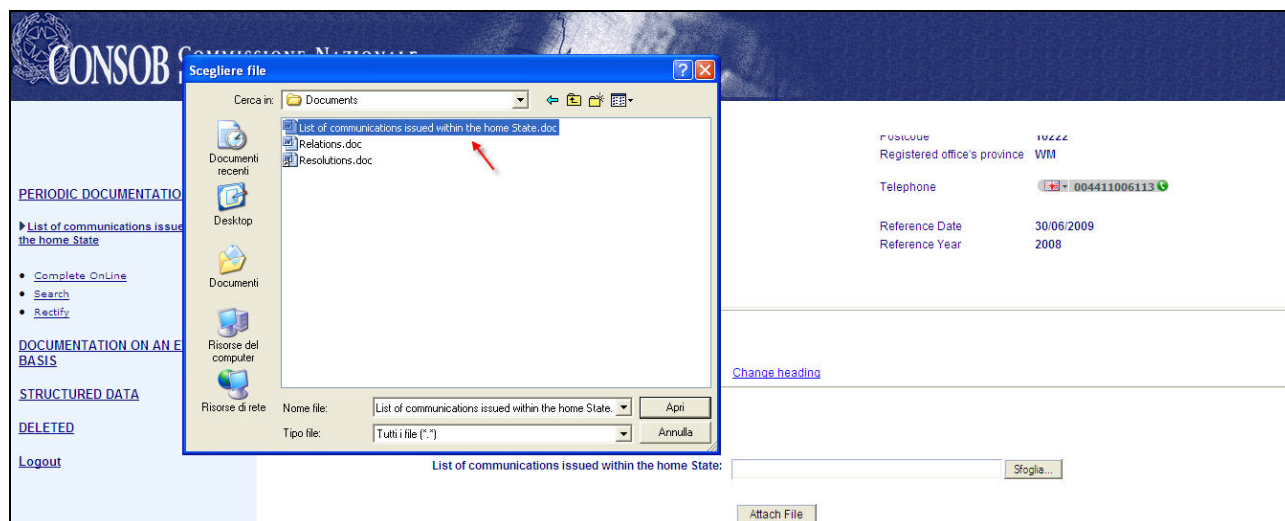 CONSOB COMMISSIONE NAZIONALE
Scegliere file
Cerca in: Documents
List of communications issued within the home State.doc
Relations.doc
Resolutions.doc
Documenti recenti
Desktop
Documenti
Risorse del computer
Risorse di rete
Nome file: List of communications issued within the home State. Apri
Tipo file: Tutti i file (*.*) Annulla
PERIODIC DOCUMENTATIO
List of communications issue
the home State
Complete OnLine
Search
Rectify
DOCUMENTATION ON AN E
BASIS
STRUCTURED DATA
DELETED
Logout
Postcode 10222
Registered office's province WM
Telephone 004411006113
Reference Date 30/06/2009
Reference Year 2008
Change heading
List of communications issued within the home State: Sfoglia...
Attach File